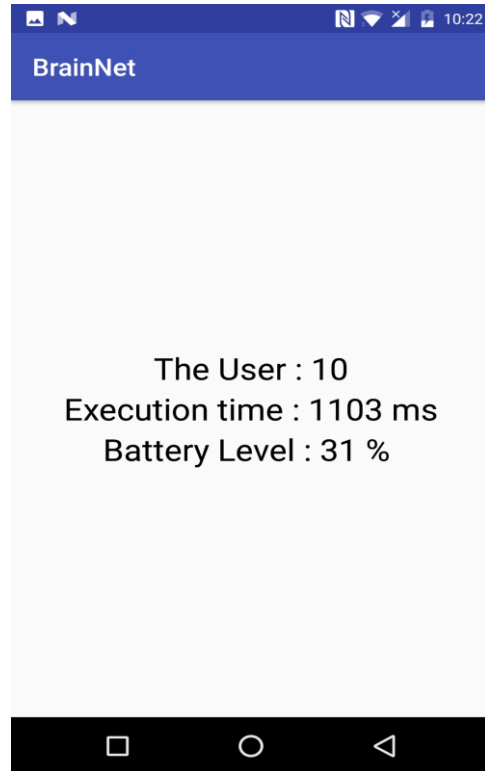 10:22
BrainNet
The User : 10
Execution time : 1103 ms
Battery Level : 31 %